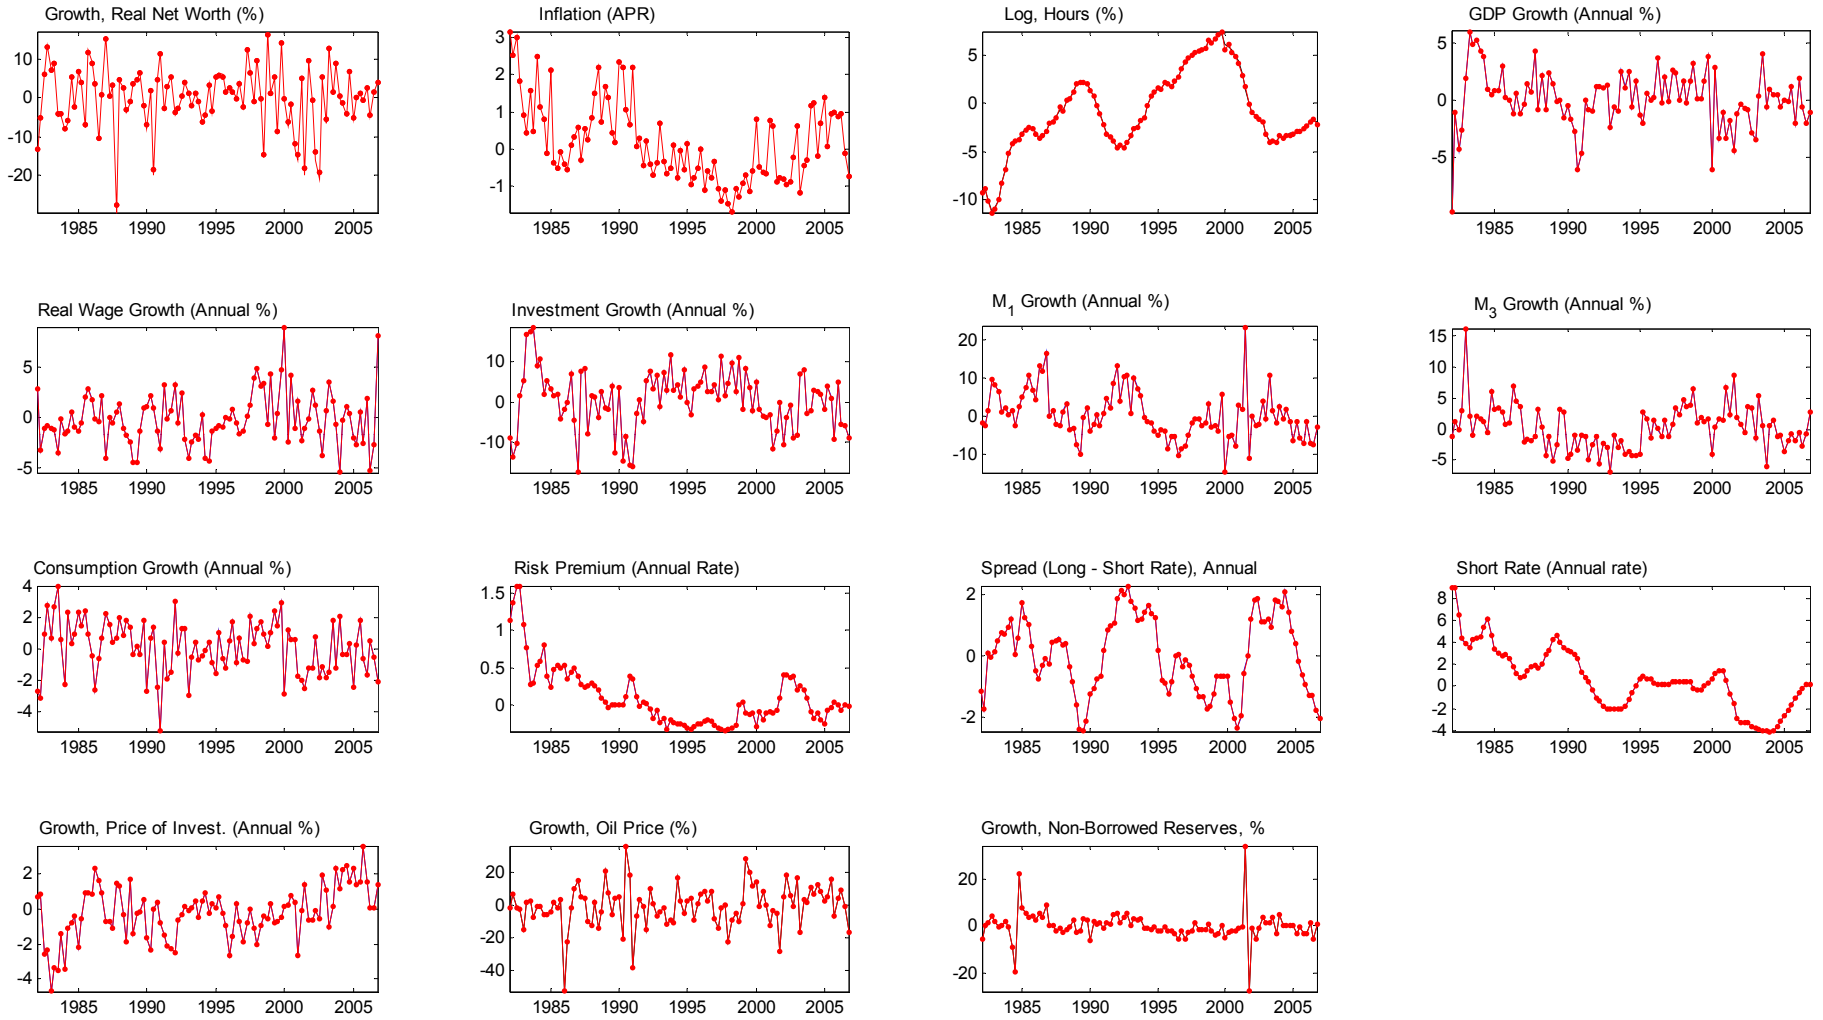 Growth, Real Net Worth (%)
10
0
-10
-20
1985 1990 1995 2000 2005
Inflation (APR)
3
2
1
0
-1
1985 1990 1995 2000 2005
Log, Hours (%)
5
0
-5
-10
1985 1990 1995 2000 2005
GDP Growth (Annual %)
5
0
-5
1985 1990 1995 2000 2005
Real Wage Growth (Annual %)
5
0
-5
1985 1990 1995 2000 2005
Investment Growth (Annual %)
10
0
-10
1985 1990 1995 2000 2005
M1 Growth (Annual %)
20
10
0
-10
1985 1990 1995 2000 2005
M3 Growth (Annual %)
15
10
5
0
-5
1985 1990 1995 2000 2005
Consumption Growth (Annual %)
4
2
0
-2
-4
1985 1990 1995 2000 2005
Risk Premium (Annual Rate)
1.5
1
0.5
0
1985 1990 1995 2000 2005
Spread (Long - Short Rate), Annual
2
0
-2
1985 1990 1995 2000 2005
Short Rate (Annual rate)
8
6
4
2
0
-2
-4
1985 1990 1995 2000 2005
Growth, Price of Invest. (Annual %)
2
0
-2
-4
1985 1990 1995 2000 2005
Growth, Oil Price (%)
20
0
-20
-40
1985 1990 1995 2000 2005
Growth, Non-Borrowed Reserves, %
20
0
-20
1985 1990 1995 2000 2005